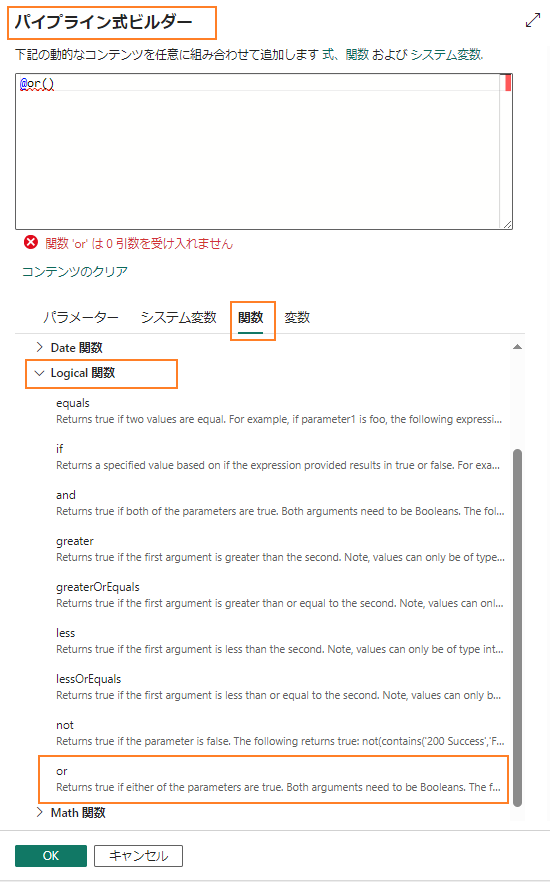 パイプライン式ビルダー
下記の動的なコンテンツを任意に組み合わせて追加します 式、関数 および システム変数.
@or()
関数 'or' は 0 引数を受け入れません
コンテンツのクリア
パラメーター システム変数 関数 変数
Date 関数
Logical 関数
equals
Returns true if two values are equal. For example, if parameter1 is foo, the following expressi...
if
Returns a specified value based on if the expression provided results in true or false. For exa...
and
Returns true if both of the parameters are true. Both arguments need to be Booleans. The fol...
greater
Returns true if the first argument is greater than the second. Note, values can only be of type...
greaterOrEquals
Returns true if the first argument is greater than or equal to the second. Note, values can onl...
less
Returns true if the first argument is less than the second. Note, values can only be of type int...
lessOrEquals
Returns true if the first argument is less than or equal to the second. Note, values can only b...
not
Returns true if the parameter is false. The following returns true: not(contains('200 Success','F...
or
Returns true if either of the parameters are true. Both arguments need to be Booleans. The f...
Math 関数
OK キャンセル